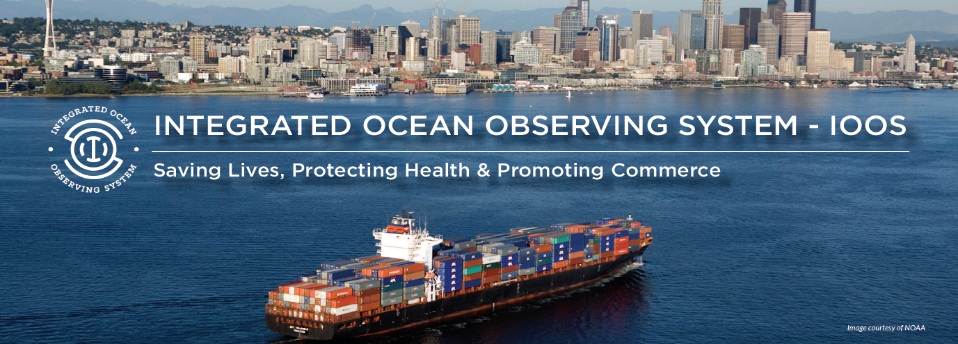 INTEGRATED OCEAN
OBSERVING SYSTEM
INTEGRATED OCEAN OBSERVING SYSTEM - IOOS
Saving Lives, Protecting Health & Promoting Commerce
Image courtesy of NOAA